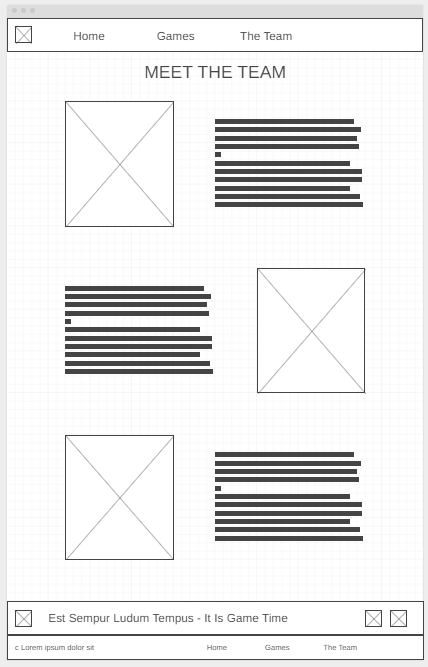 Home Games The Team
MEET THE TEAM
Est Sempur Ludum Tempus - It Is Game Time
c Lorem ipsum dolor sit Home Games The Team